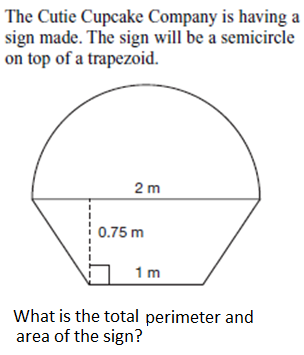 The Cutie Cupcake Company is having a
sign made. The sign will be a semicircle
on top of a trapezoid.
2 m
0.75 m
1 m
What is the total perimeter and
area of the sign?